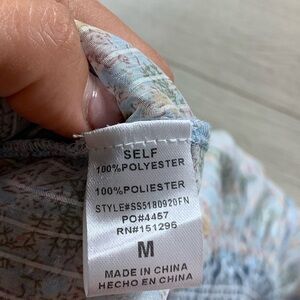 SELF
100%POLYESTER
100%POLIESTER
STYLE#SS5180920FN
PO#4457
RN#151296
M
MADE IN CHINA
HECHO EN CHINA